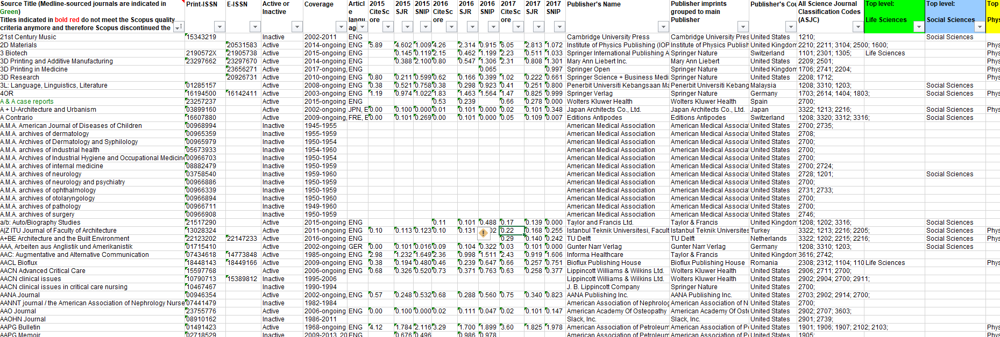 Source Title (Medline-sourced journals are indicated in Green) Titles indicated in bold red do not meet the Scopus quality criteria anymore and therefore Scopus discontinued the Print-ISSN E-ISSN Active or Inactive Coverage Article langu age 2015 CiteScore 2015 SJR 2015 SNIP 2016 CiteScore 2016 SJR 2016 SNIP 2017 CiteScore 2017 SJR 2017 SNIP Publisher's Name Publisher imprints grouped to main Publisher Publisher's Cou All Science Journal Classification Codes (ASJC) Top level: Life Sciences Top level: Social Sciences Top Phys
21st Century Music 15343219 Inactive 2002-2011 ENG Cambridge University Press Cambridge University Pres United States 1210; Social Sciences
2D Materials 20531583 Active 2014-ongoing ENG 5.89 4.602 1.009 4.26 2.314 0.915 6.05 2.813 1.072 Institute of Physics Publishing (IOP Institute of Physics Publish United Kingdom 2210; 2211; 3104; 2500; 1600; Phys
3 Biotech 2190572X 21905738 Active 2015-ongoing ENG 0.145 0.119 2.15 0.462 1.199 2.23 0.511 1.033 Springer International Publishing A Springer Nature Switzerland 1101; 2301; 1305; Life Sciences Phys
3D Printing and Additive Manufacturing 23297662 23297670 Active 2014-ongoing ENG 0.388 2.100 0.80 0.547 1.306 2.31 0.808 1.301 Mary Ann Liebert Inc. Mary Ann Liebert United States 2209; 2501; Phys
3D Printing in Medicine 23656271 Active 2017-ongoing, ENG 0.065 0.997 Springer Open Springer Nature United Kingdom 1706; 2741; 2204; Phys
3D Research 20926731 Active 2010-ongoing ENG 0.80 0.211 0.599 0.62 0.166 0.399 1.02 0.222 0.661 Springer Science + Business Medi Springer Nature United States 2208; 1712; Phys
3L: Language, Linguistics, Literature 01285157 Active 2008-ongoing ENG 0.38 0.521 0.758 0.38 0.298 0.923 0.41 0.251 0.800 Penerbit Universiti Kebangsaan Ma Penerbit Universiti Kebang Malaysia 1208; 3310; 1203; Social Sciences
4OR 16194500 16142411 Active 2003-ongoing ENG 1.19 0.974 1.022 1.83 1.463 1.564 1.47 0.825 0.999 Springer Verlag Springer Nature Germany 1703; 2614; 1404; 1803; Social Sciences Phys
A & A case reports 23257237 Active 2015-ongoing ENG 0.53 0.239 0.66 0.278 0.000 Wolters Kluwer Health Wolters Kluwer Health Spain 2700;
A + U-Architecture and Urbanism 03899160 Active 2002-ongoing JPN, E 0.00 0.100 0.000 0.01 0.101 0.000 0.02 0.101 0.348 Japan Architects Co., Ltd. Japan Architects Co., Ltd. Japan 3322; 1213; 2216; Social Sciences Phys
A Contrario 16607880 Active 2009-ongoing, FRE, E 0.00 0.101 0.269 0.00 0.101 0.000 0.05 0.109 0.007 Editions Antipodes Editions Antipodes Switzerland 1208; 3320; 3312; 3316; Social Sciences
A.M.A. American Journal of Diseases of Children 00968994 Inactive 1945-1955 American Medical Association American Medical Associa United States 2700; 2735;
A.M.A. archives of dermatology 00965359 Inactive 1955-1959 American Medical Association American Medical Associa United States 2708;
A.M.A. Archives of Dermatology and Syphilology 00965979 Inactive 1950-1954 American Medical Association American Medical Associa United States 2700;
A.M.A. archives of industrial health 05673933 Inactive 1954-1960 American Medical Association American Medical Associa United States 2700;
A.M.A. Archives of Industrial Hygiene and Occupational Medicine 00966703 Inactive 1950-1954 American Medical Association American Medical Associa United States 2700;
A.M.A. archives of internal medicine 08882479 Inactive 1950-1959 American Medical Association American Medical Associa United States 2700; 2724;
A.M.A. archives of neurology 03758540 Inactive 1959-1960 American Medical Association American Medical Associa United States 2728; 1201; Social Sciences
A.M.A. archives of neurology and psychiatry 00966886 Inactive 1950-1959 American Medical Association American Medical Associa United States 2700;
A.M.A. archives of ophthalmology 00966339 Inactive 1950-1959 American Medical Association American Medical Associa United States 2731; 2733;
A.M.A. archives of otolaryngology 00966894 Inactive 1950-1960 American Medical Association American Medical Associa United States 2700;
A.M.A. archives of pathology 00966711 Inactive 1949-1960 American Medical Association American Medical Associa United States 2700;
A.M.A. archives of surgery 00966908 Inactive 1950-1959 American Medical Association American Medical Associa United States 2746;
a/b: Auto/Biography Studies 21517290 Active 2015-ongoing ENG 0.11 0.101 0.488 0.17 0.139 0.000 Taylor and Francis Ltd. Taylor & Francis United Kingdom 1208; 1202; 3316; Social Sciences
A|Z ITU Journal of Faculty of Architecture 13028324 Active 2011-ongoing ENG 0.10 0.113 0.123 0.10 0.131 02 0.22 0.168 0.255 Istanbul Teknik Universitesi, Facult Istanbul Teknik Universites Turkey 3322; 1213; 2216; 2205; Social Sciences Phys
A+BE Architecture and the Built Environment 22123202 22147233 Active 2016-ongoing ENG 0.29 0.140 0.242 TU Delft TU Delft Netherlands 3322; 1202; 2215; 2216; Social Sciences Phys
AAA, Arbeiten aus Anglistik und Amerikanistik 01715410 Active 2002-ongoing GER 0.00 0.101 0.016 0.09 0.104 0.322 0.03 0.101 0.000 Gunter Narr Verlag Gunter Narr Verlag Germany 1208; 3310; 1203; Social Sciences
AAC: Augmentative and Alternative Communication 07434618 14773848 Active 1985-ongoing ENG 2.98 1.232 1.649 2.36 0.998 1.511 2.43 0.919 1.606 Informa Healthcare Taylor & Francis United Kingdom 3616; 2742;
AACL Bioflux 18448143 18449166 Active 2009-ongoing ENG 0.38 0.194 0.480 0.46 0.239 0.647 0.66 0.257 0.751 Bioflux Publishing House Bioflux Publishing House Romania 2308; 2312; 1104; 110 Life Sciences Phys
AACN Advanced Critical Care 15597768 Active 2006-ongoing ENG 0.68 0.326 0.520 0.73 0.371 0.763 0.63 0.258 0.377 Lippincott Williams & Wilkins Ltd. Wolters Kluwer Health United States 2906; 2711; 2700;
AACN clinical issues 10790713 15389812 Inactive 1995-2006 Lippincott Williams & Wilkins Ltd. Wolters Kluwer Health United States 2902; 2904; 2700; 2911;
AACN clinical issues in critical care nursing 10467467 Inactive 1990-1994 J. B. Lippincott Company Springer Nature United States 2700;
AANA Journal 00946354 Active 2002-ongoing, ENG 0.57 0.248 0.532 0.68 0.288 0.560 0.75 0.340 0.823 AANA Publishing Inc. AANA Publishing Inc. United States 2703; 2902; 2914; 2700;
AANNT journal / the American Association of Nephrology Nurse 07441479 Inactive 1982-1984 American Association of Nephrolog American Association of N United States 2700;
AAO Journal 23755776 Active 2006-ongoing ENG 0.00 0.100 0.000 0.02 0.111 0.047 0.02 0.101 0.147 American Academy Of Osteopathy American Academy Of Oste United States 2902; 2707; 3603;
AAOHN Journal 08910162 Inactive 1986-2011 Slack, Inc. Slack, Inc. United States 2901; 2739;
AAPG Bulletin 01491423 Active 1968-ongoing ENG 4.12 1.784 2.116 3.29 1.700 1.899 3.60 1.825 1.978 American Association of Petroleum American Association of P United States 1901; 1906; 1907; 2102; 2103; Phys
AAPG Memoir 02718529 Inactive 2009-2013, 20 ENG 0.676 0.496 0.986 0.978 American Association of Petroleum American Association of P United States 1905;